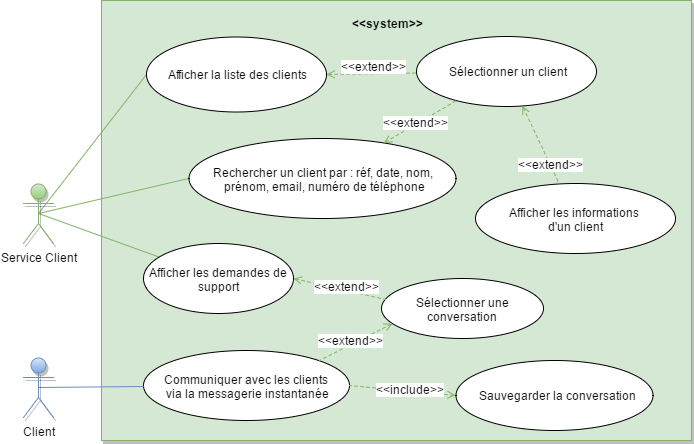 <<system>>
Afficher la liste des clients
<<extend>>
Sélectionner un client
<<extend>>
Rechercher un client par : réf, date, nom,
prénom, email, numéro de téléphone
<<extend>>
Afficher les informations
d'un client
Service Client
Afficher les demandes de
support
<<extend>>
Sélectionner une
conversation
<<extend>>
Communiquer avec les clients
via la messagerie instantanée
<<include>>
Sauvegarder la conversation
Client